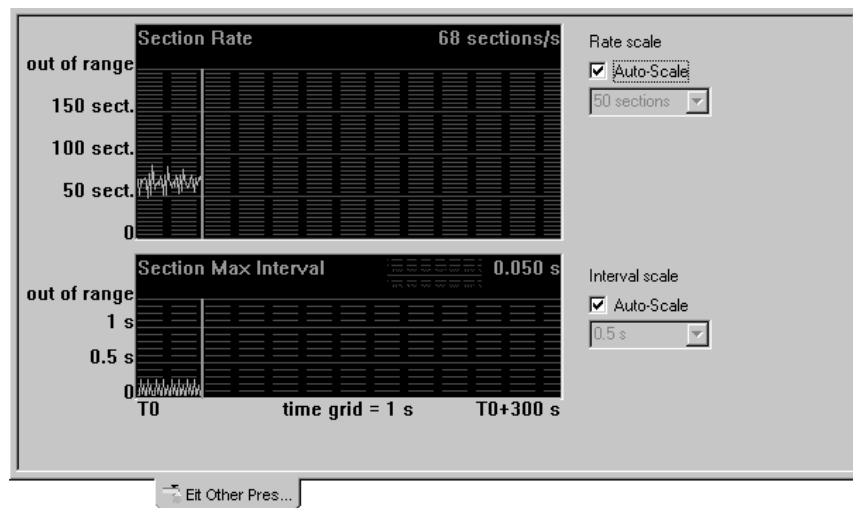 Section Rate 68 sections/s
out of range
150 sect.
100 sect.
50 sect.
0
Rate scale
Auto-Scale
50 sections
Section Max Interval 0.050 s
out of range
1 s
0.5 s
0
T0 time grid = 1 s T0+300 s
Interval scale
Auto-Scale
0.5 s
Eit Other Pres...